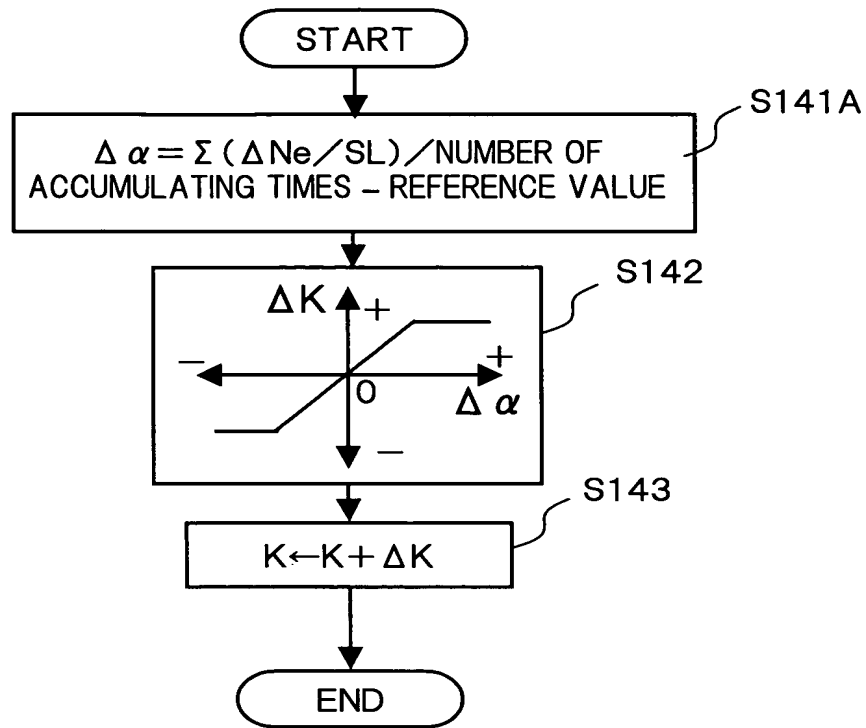 START
S141A
Δα=Σ(ΔNe/SL)/NUMBER OF
ACCUMULATING TIMES – REFERENCE VALUE
S142
ΔK
+
−
+
0
Δα
−
S143
K←K+ΔK
END